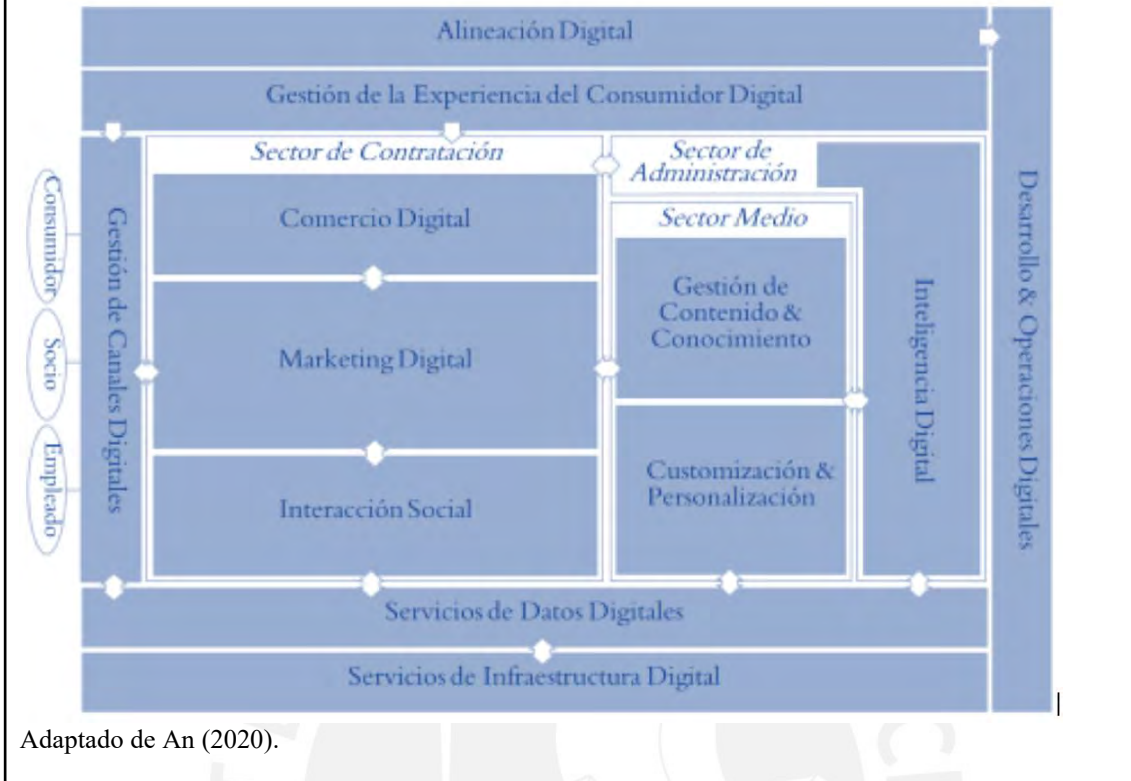 Alineación Digital
Gestión de la Experiencia del Consumidor Digital
Consumidor
Socio
Empleado
Gestión de Canales Digitales
Sector de Contratación
Comercio Digital
Marketing Digital
Interacción Social
Sector de
Administración
Sector Medio
Gestión de
Contenido &
Conocimiento
Customización &
Personalización
Inteligencia Digital
Desarrollo & Operaciones Digitales
Servicios de Datos Digitales
Servicios de Infraestructura Digital
Adaptado de An (2020).